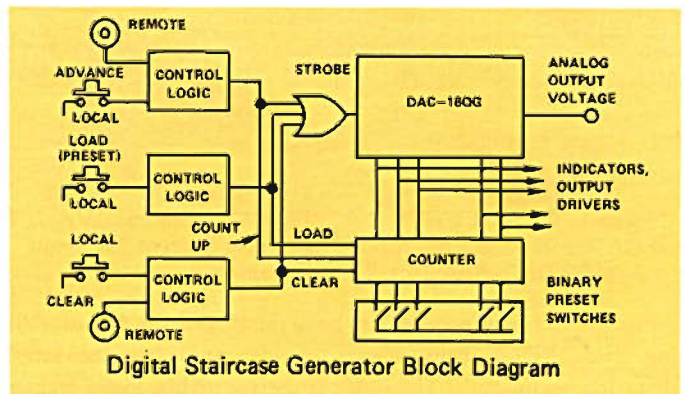 REMOTE
ADVANCE
LOCAL
CONTROL
LOGIC
STROBE
DAC-180G
ANALOG
OUTPUT
VOLTAGE
LOAD
(PRESET)
LOCAL
CONTROL
LOGIC
INDICATORS,
OUTPUT
DRIVERS
COUNT
UP
LOAD
LOCAL
CLEAR
CONTROL
LOGIC
CLEAR
COUNTER
BINARY
PRESET
SWITCHES
REMOTE
Digital Staircase Generator Block Diagram